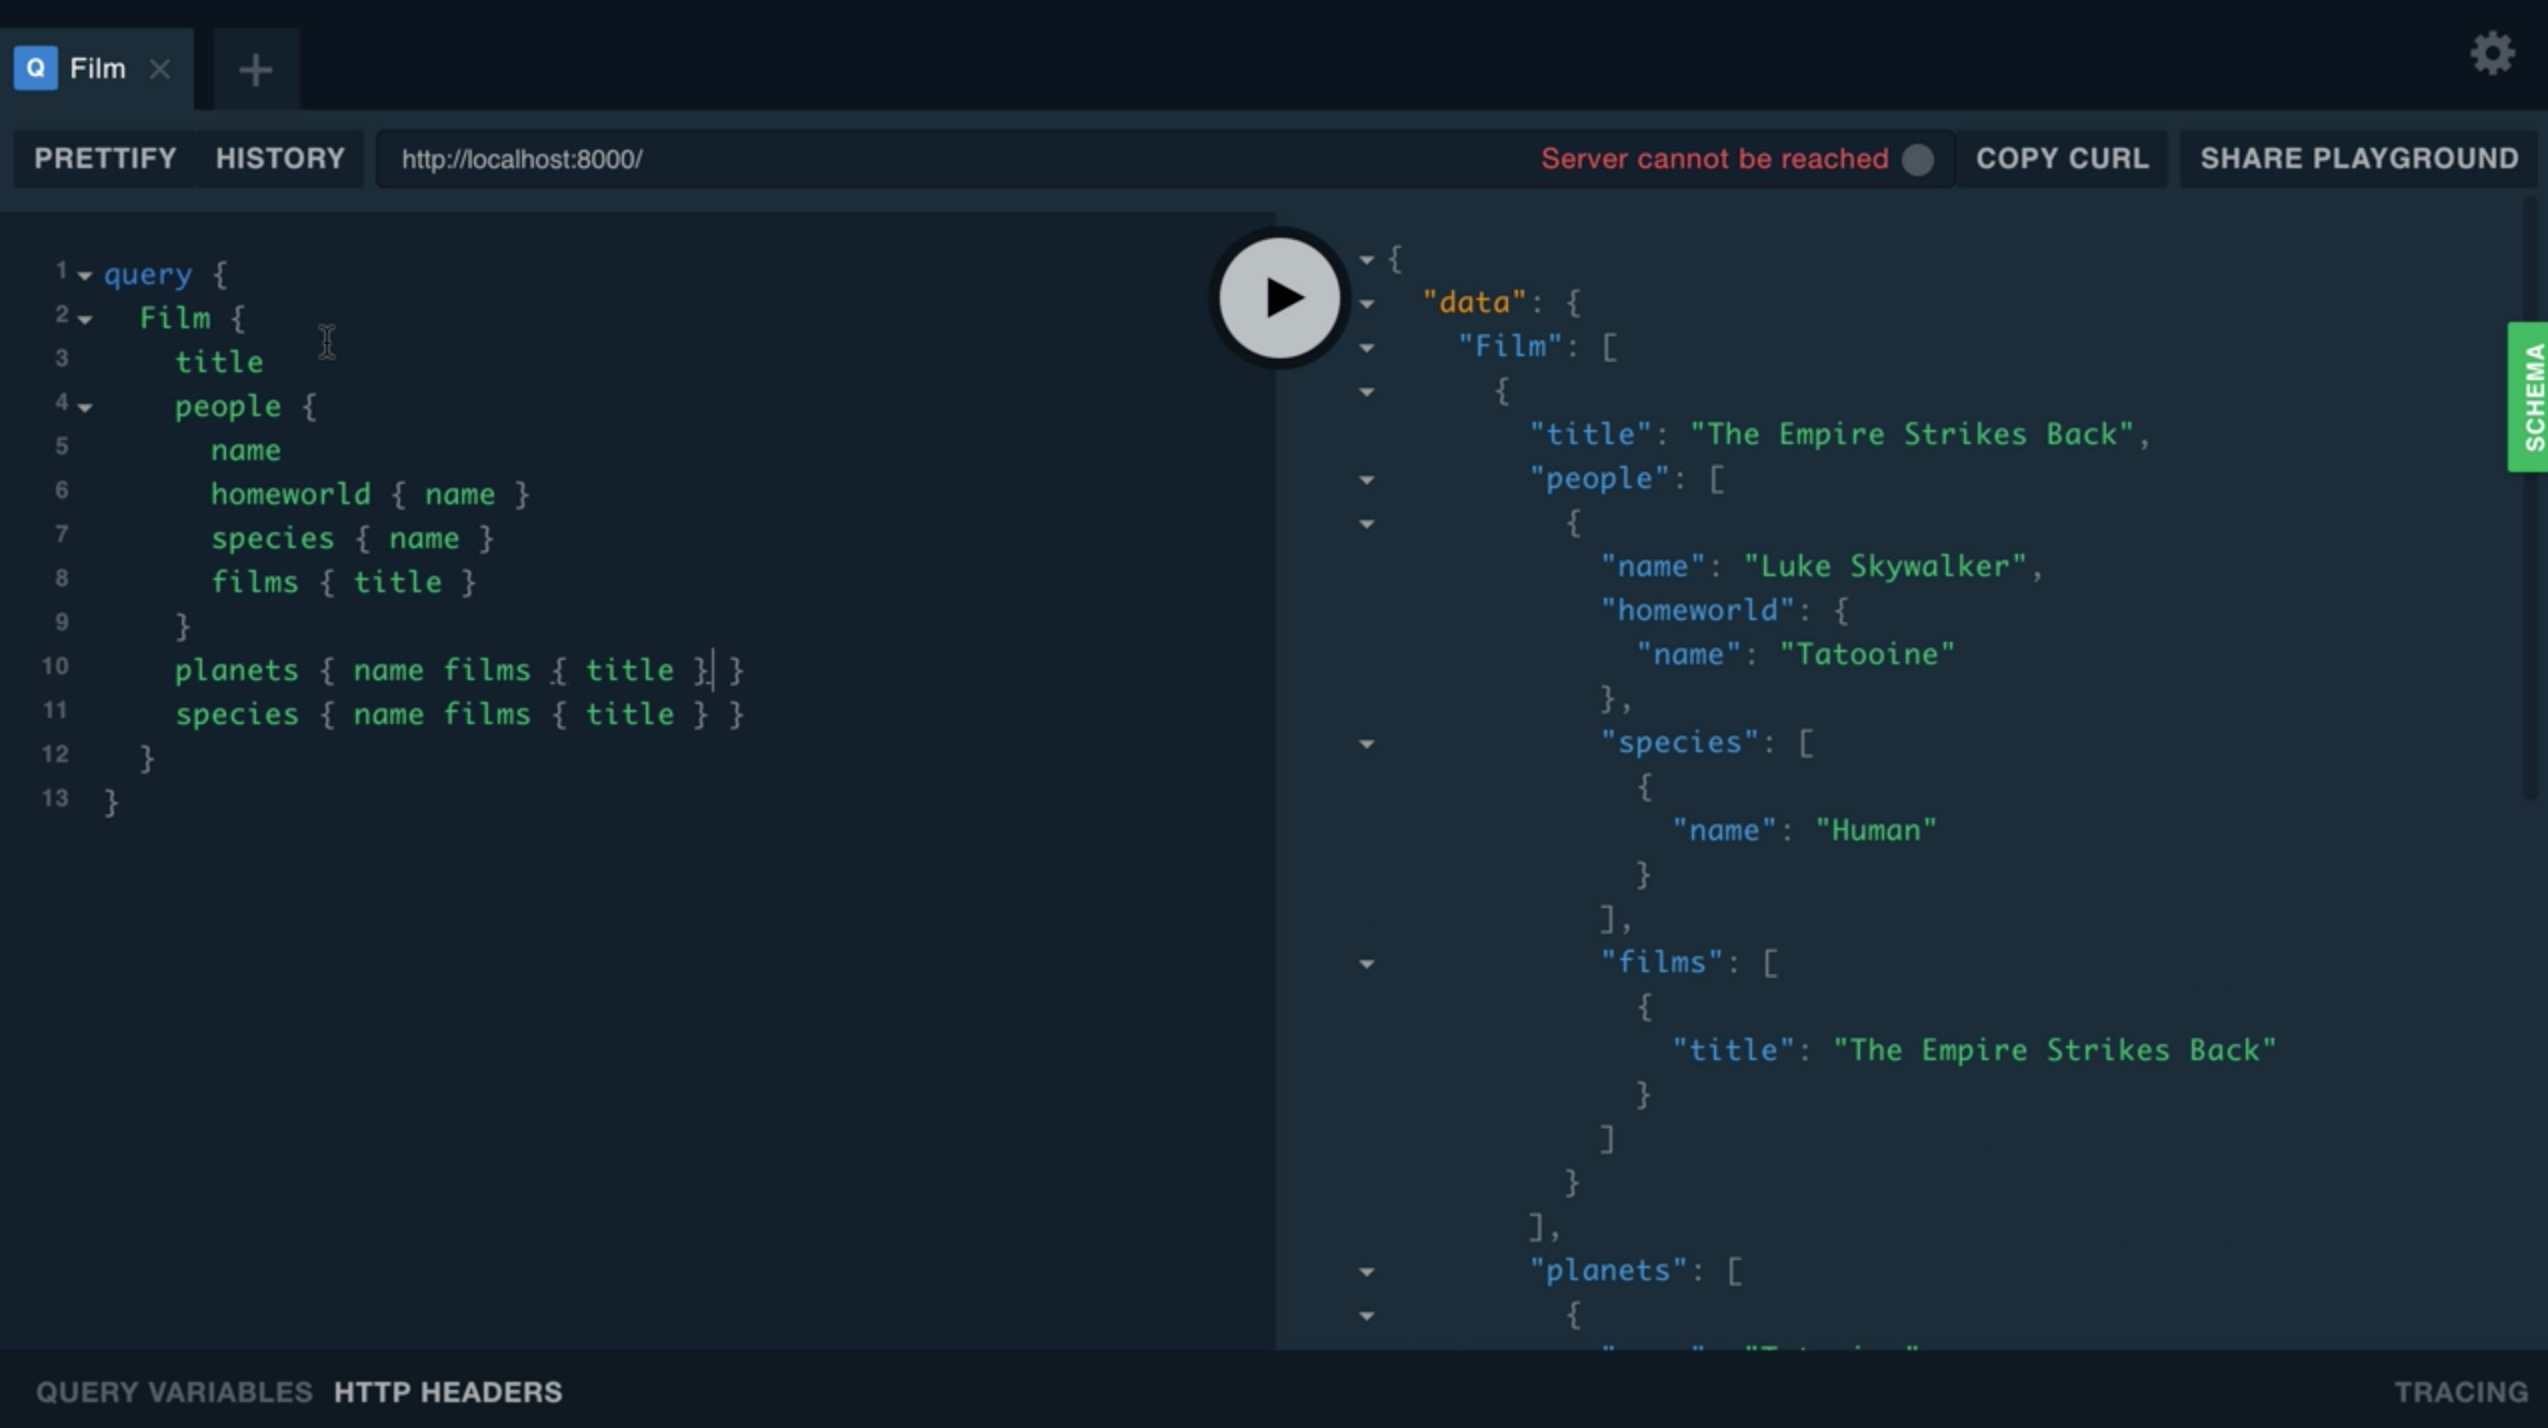 Q Film
PRETTIFY HISTORY http://localhost:8000/ Server cannot be reached COPY CURL SHARE PLAYGROUND
1 query {
2 Film {
3 title
4 people {
5 name
6 homeworld { name }
7 species { name }
8 films { title }
9 }
10 planets { name films { title } }
11 species { name films { title } }
12 }
13 }
{
"data": {
"Film": [
{
"title": "The Empire Strikes Back",
"people": [
{
"name": "Luke Skywalker",
"homeworld": {
"name": "Tatooine"
},
"species": [
{
"name": "Human"
}
],
"films": [
{
"title": "The Empire Strikes Back"
}
]
}
],
"planets": [
{
SCHEMA
QUERY VARIABLES HTTP HEADERS TRACING